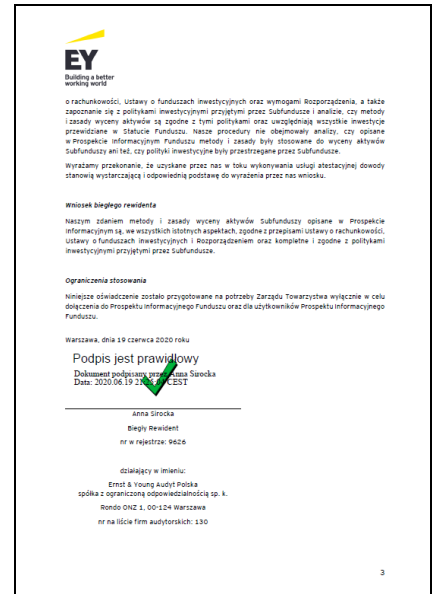 EY
Building a better
working world
o rachunkowości, Ustawy o funduszach inwestycyjnych oraz wymogami Rozporządzenia, a także
zapoznanie się z politykami inwestycyjnymi przyjętymi przez Subfundusze i analizie, czy metody
i zasady wyceny aktywów są zgodne z tymi politykami oraz uwzględniają wszystkie inwestycje
przewidziane w Statucie Funduszu. Nasze procedury nie obejmowały analizy, czy opisane
w Prospekcie Informacyjnym Funduszu metody i zasady były stosowane do wyceny aktywów
Subfunduszy ani też, czy polityki inwestycyjne były przestrzegane przez Subfundusze.
Wyrażamy przekonanie, że uzyskane przez nas w toku wykonywania usługi atestacyjnej dowody
stanowią wystarczającą i odpowiednią podstawę do wyrażenia przez nas wniosku.
Wniosek biegłego rewidenta
Naszym zdaniem metody i zasady wyceny aktywów Subfunduszy opisane w Prospekcie
Informacyjnym są, we wszystkich istotnych aspektach, zgodne z przepisami Ustawy o rachunkowości,
Ustawy o funduszach inwestycyjnych i Rozporządzeniem oraz kompletne i zgodne z politykami
inwestycyjnymi przyjętymi przez Subfundusze.
Ograniczenia stosowania
Niniejsze oświadczenie zostało przygotowane na potrzeby Zarządu Towarzystwa wyłącznie w celu
dołączenia do Prospektu Informacyjnego Funduszu oraz dla użytkowników Prospektu Informacyjnego
Funduszu.
Warszawa, dnia 19 czerwca 2020 roku
Podpis jest prawidłowy
Dokument podpisany przez Anna Sirocka
Data: 2020.06.19 CEST
Anna Sirocka
Biegły Rewident
nr w rejestrze: 9626
działający w imieniu:
Ernst & Young Audyt Polska
spółka z ograniczoną odpowiedzialnością sp. k.
Rondo ONZ 1, 00-124 Warszawa
nr na liście firm audytorskich: 130
3